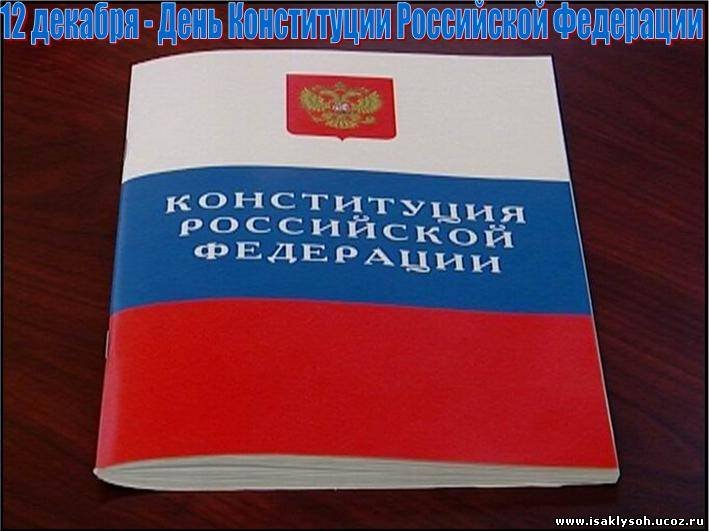 12 декабря - День Конституции Российской Федерации
КОНСТИТУЦИЯ
РОССИЙСКОЙ
ФЕДЕРАЦИИ
www.isaklysoh.ucoz.ru